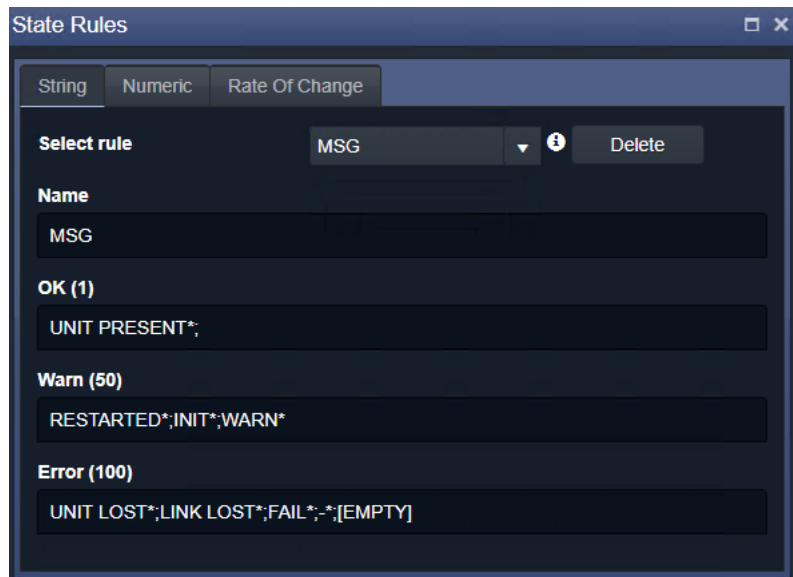 State Rules
String Numeric Rate Of Change
Select rule MSG Delete
Name
MSG
OK (1)
UNIT PRESENT*;
Warn (50)
RESTARTED*;INIT*;WARN*
Error (100)
UNIT LOST*;LINK LOST*;FAIL*;-*;[EMPTY]